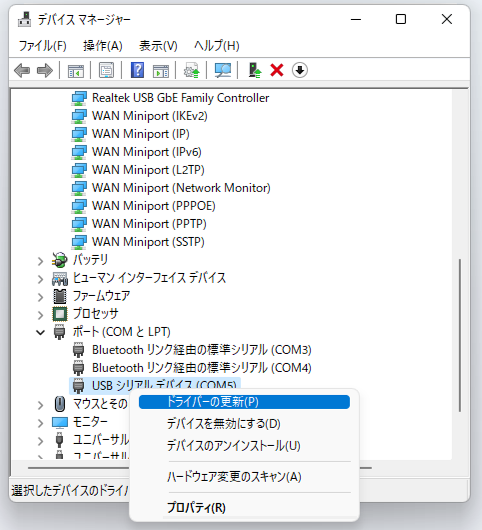 デバイス マネージャー
ファイル(F) 操作(A) 表示(V) ヘルプ(H)
Realtek USB GbE Family Controller
WAN Miniport (IKEv2)
WAN Miniport (IP)
WAN Miniport (IPv6)
WAN Miniport (L2TP)
WAN Miniport (Network Monitor)
WAN Miniport (PPPOE)
WAN Miniport (PPTP)
WAN Miniport (SSTP)
バッテリ
ヒューマン インターフェイス デバイス
ファームウェア
プロセッサ
ポート (COM と LPT)
Bluetooth リンク経由の標準シリアル (COM3)
Bluetooth リンク経由の標準シリアル (COM4)
USB シリアル デバイス (COM5)
マウスとその
モニター
ユニバーサル
ユニバーサル
選択したデバイスのドライバ
ドライバーの更新(P)
デバイスを無効にする(D)
デバイスのアンインストール(U)
ハードウェア変更のスキャン(A)
プロパティ(R)